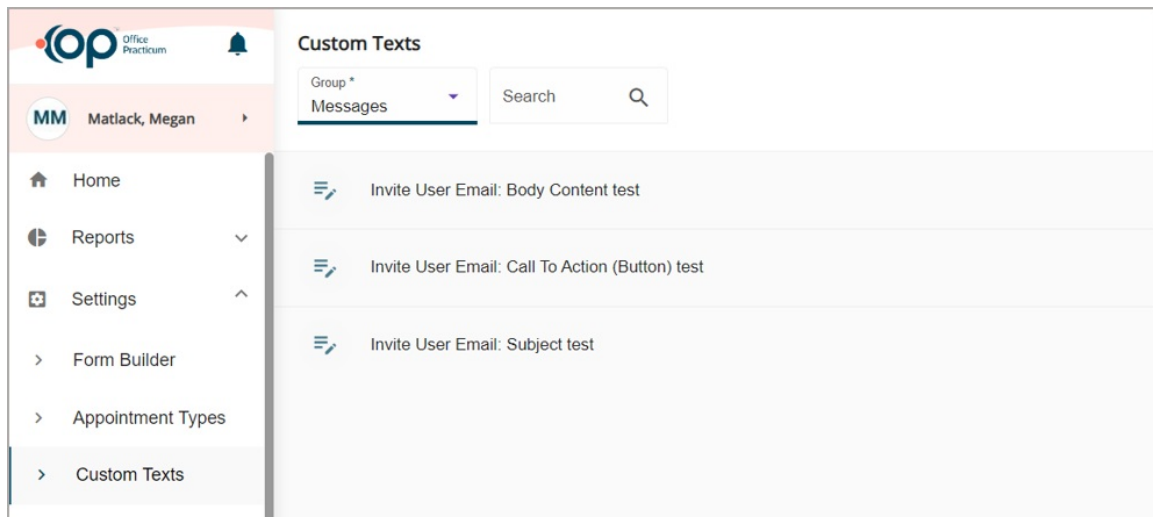 op Office
Practicum
MM Matlack, Megan
Home
Reports
Settings
Form Builder
Appointment Types
Custom Texts
Custom Texts
Group *
Messages
Search
Invite User Email: Body Content test
Invite User Email: Call To Action (Button) test
Invite User Email: Subject test